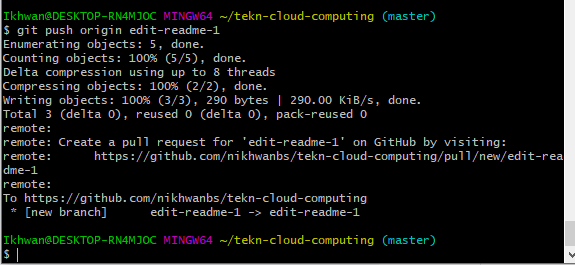 Ikhwan@DESKTOP-RN4MJOC MINGW64 ~/tekn-cloud-computing (master)
$ git push origin edit-readme-1
Enumerating objects: 5, done.
Counting objects: 100% (5/5), done.
Delta compression using up to 8 threads
Compressing objects: 100% (2/2), done.
Writing objects: 100% (3/3), 290 bytes | 290.00 KiB/s, done.
Total 3 (delta 0), reused 0 (delta 0), pack-reused 0
remote:
remote: Create a pull request for 'edit-readme-1' on GitHub by visiting:
remote:      https://github.com/nikhwanbs/tekn-cloud-computing/pull/new/edit-rea
dme-1
remote:
To https://github.com/nikhwanbs/tekn-cloud-computing
 * [new branch]      edit-readme-1 -> edit-readme-1
Ikhwan@DESKTOP-RN4MJOC MINGW64 ~/tekn-cloud-computing (master)
$